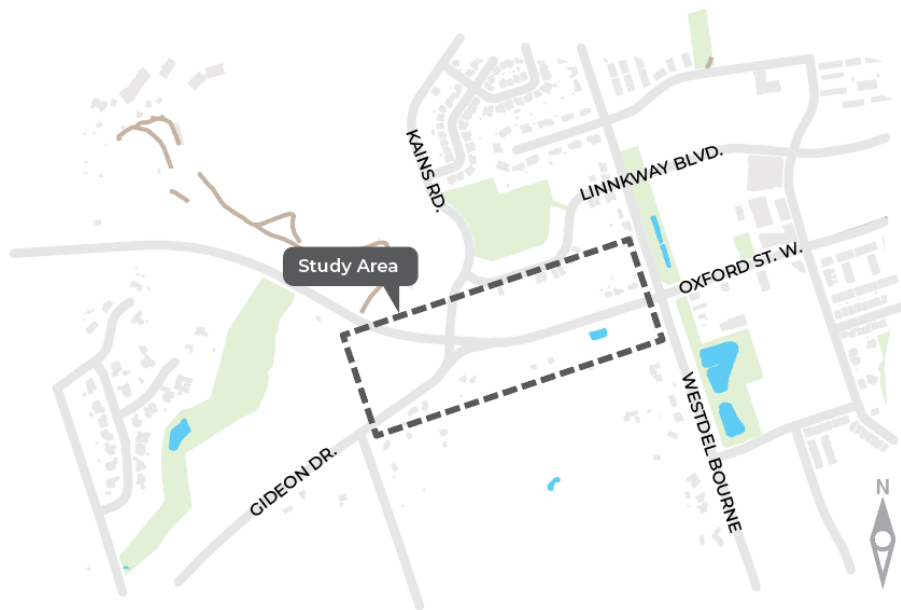 KAINS RD.
LINNKWAY BLVD.
Study Area
OXFORD ST. W.
WESTDEL BOURNE
GIDEON DR.
N